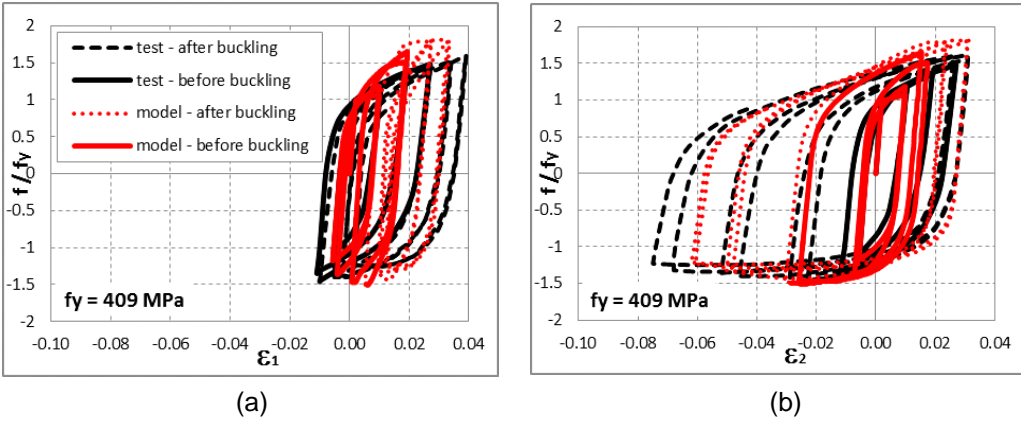 2
1.5
1
0.5
0
-0.5
-1
-1.5
-2
f / fy
test - after buckling
test - before buckling
model - after buckling
model - before buckling
fy = 409 MPa
-0.10 -0.08 -0.06 -0.04 -0.02 0.00 0.02 0.04
ε1
(a)
2
1.5
1
0.5
0
-0.5
-1
-1.5
-2
f / fy
fy = 409 MPa
-0.10 -0.08 -0.06 -0.04 -0.02 0.00 0.02 0.04
ε2
(b)